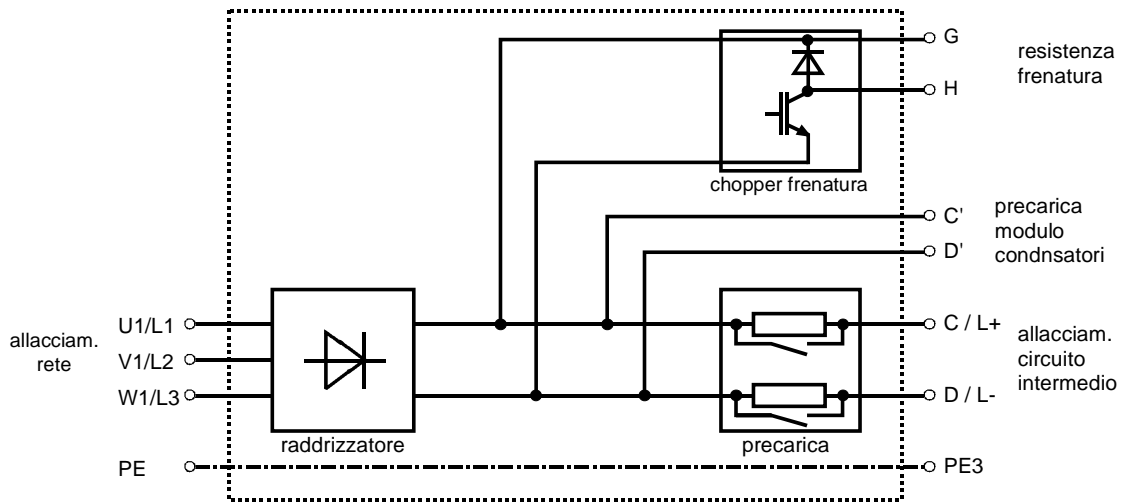 G
resistenza
frenatura
H
chopper frenatura
C'
precarica
modulo
condnsatori
D'
allacciam.
rete
U1/L1
V1/L2
W1/L3
raddrizzatore
precarica
C / L+
allacciam.
circuito
intermedio
D / L-
PE
PE3